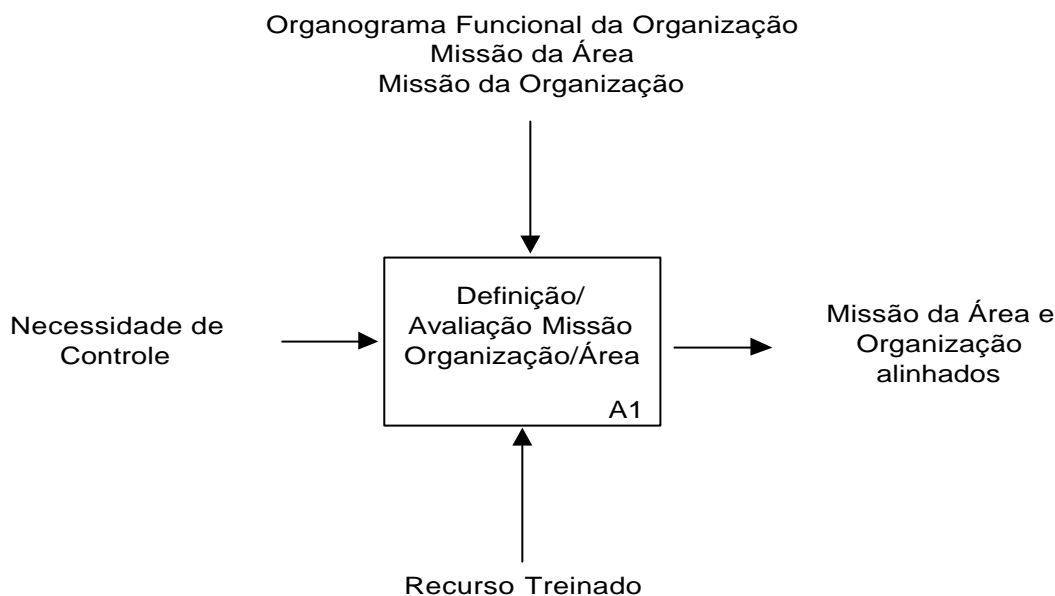 Organograma Funcional da Organização
Missão da Área
Missão da Organização
Necessidade de
Controle
Definição/
Avaliação Missão
Organização/Área
A1
Missão da Área e
Organização
alinhados
Recurso Treinado